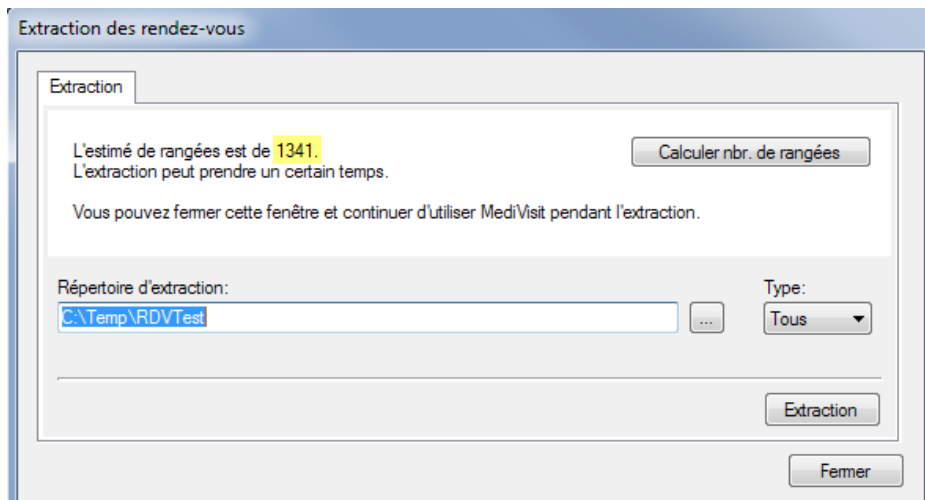 Extraction des rendez-vous
Extraction
L'estimé de rangées est de 1341.
Calculer nbr. de rangées
L'extraction peut prendre un certain temps.
Vous pouvez fermer cette fenêtre et continuer d'utiliser MediVisit pendant l'extraction.
Répertoire d'extraction:
Type:
C:\Temp\RDVTest
...
Tous
Extraction
Fermer